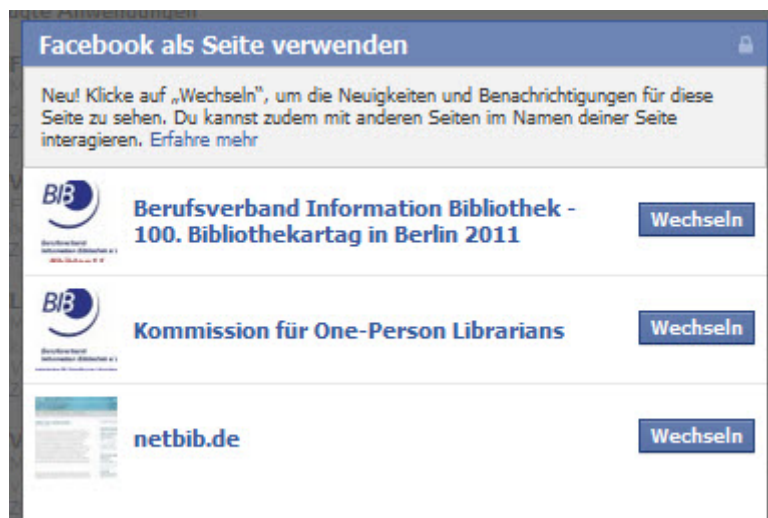 Facebook als Seite verwenden
Neu! Klicke auf „Wechseln“, um die Neuigkeiten und Benachrichtigungen für diese
Seite zu sehen. Du kannst zudem mit anderen Seiten im Namen deiner Seite
interagieren. Erfahre mehr
BIB
Berufsverband Information Bibliothek -
100. Bibliothekartag in Berlin 2011
Wechseln
BIB
Kommission für One-Person Librarians
Wechseln
netbib.de
Wechseln